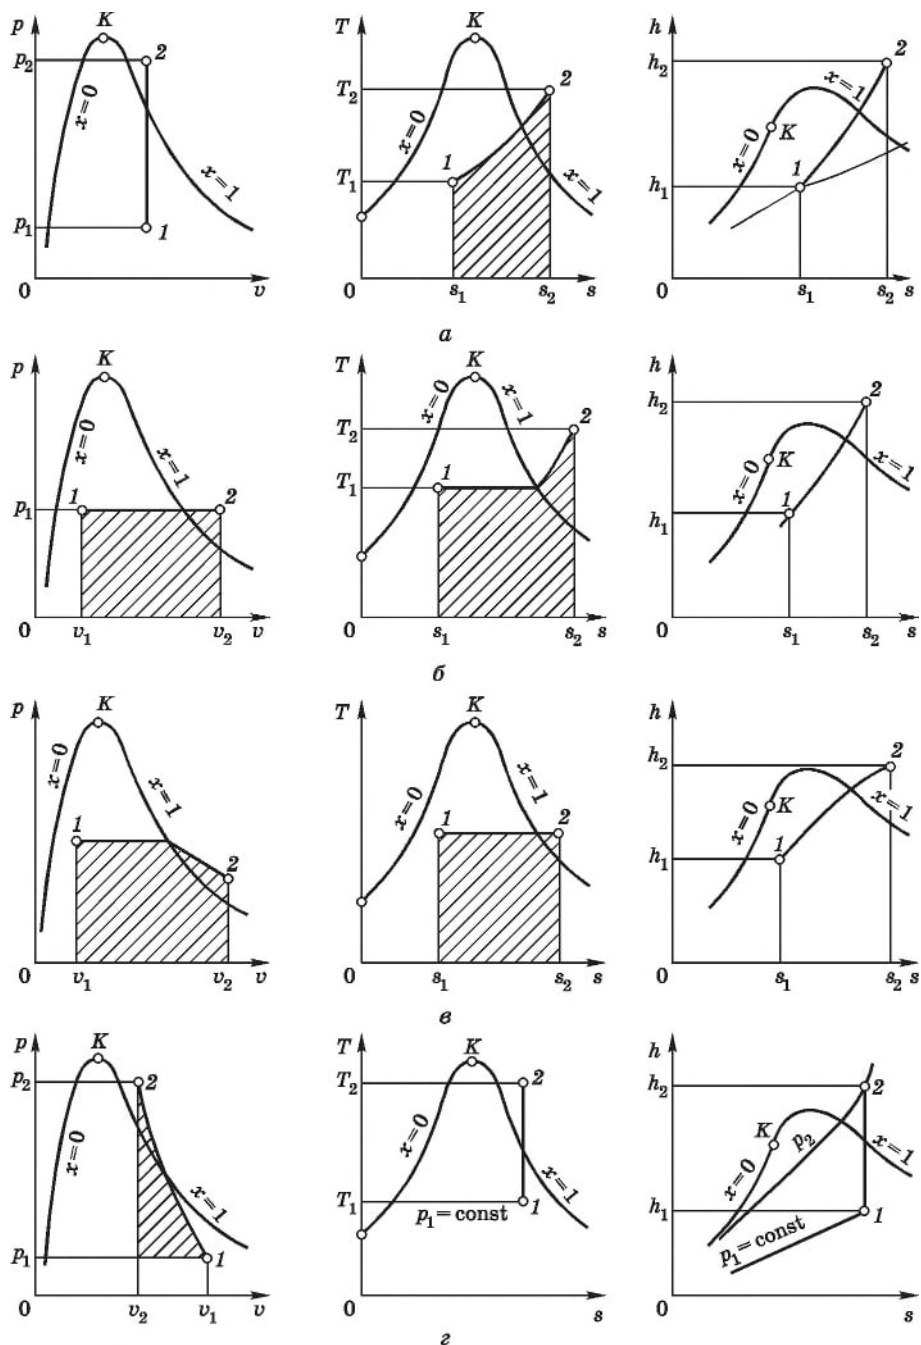 p K 2 p₂ x=0 x=1 p₁ 1 0 v
T K 2 T₂ x=0 1 T₁ x=1 0 s₁ s₂ s
h h₂ 2 x=1 x=0 K 1 h₁ 0 s₁ s₂ s
а
p K x=0 x=1 p₁ 1 2 0 v₁ v₂ v
T K x=0 x=1 2 T₂ T₁ 1 0 s₁ s₂ s
h h₂ 2 x=0 K x=1 h₁ 1 0 s₁ s₂ s
б
p K x=0 x=1 1 2 0 v₁ v₂ v
T K x=0 x=1 1 2 0 s₁ s₂ s
h h₂ 2 x=0 K x=1 h₁ 1 0 s₁ s₂ s
в
p K p₂ 2 x=0 x=1 p₁ 1 0 v₂ v₁ v
T K T₂ 2 x=0 x=1 T₁ 1 p₁=const 0 s
h h₂ 2 K p₂ x=0 x=1 h₁ 1 p₁=const 0 s
г